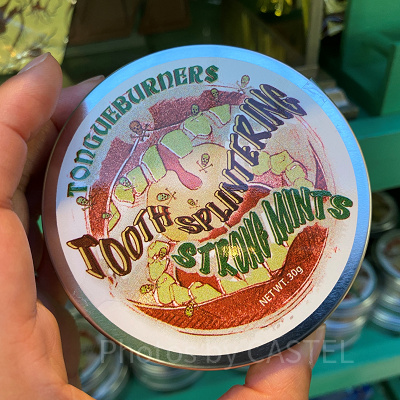 TONGUEBURNERS
TOOTH
SPLINTERING
STRONG MINTS
NET WT. 30g
Photos by CASTEL